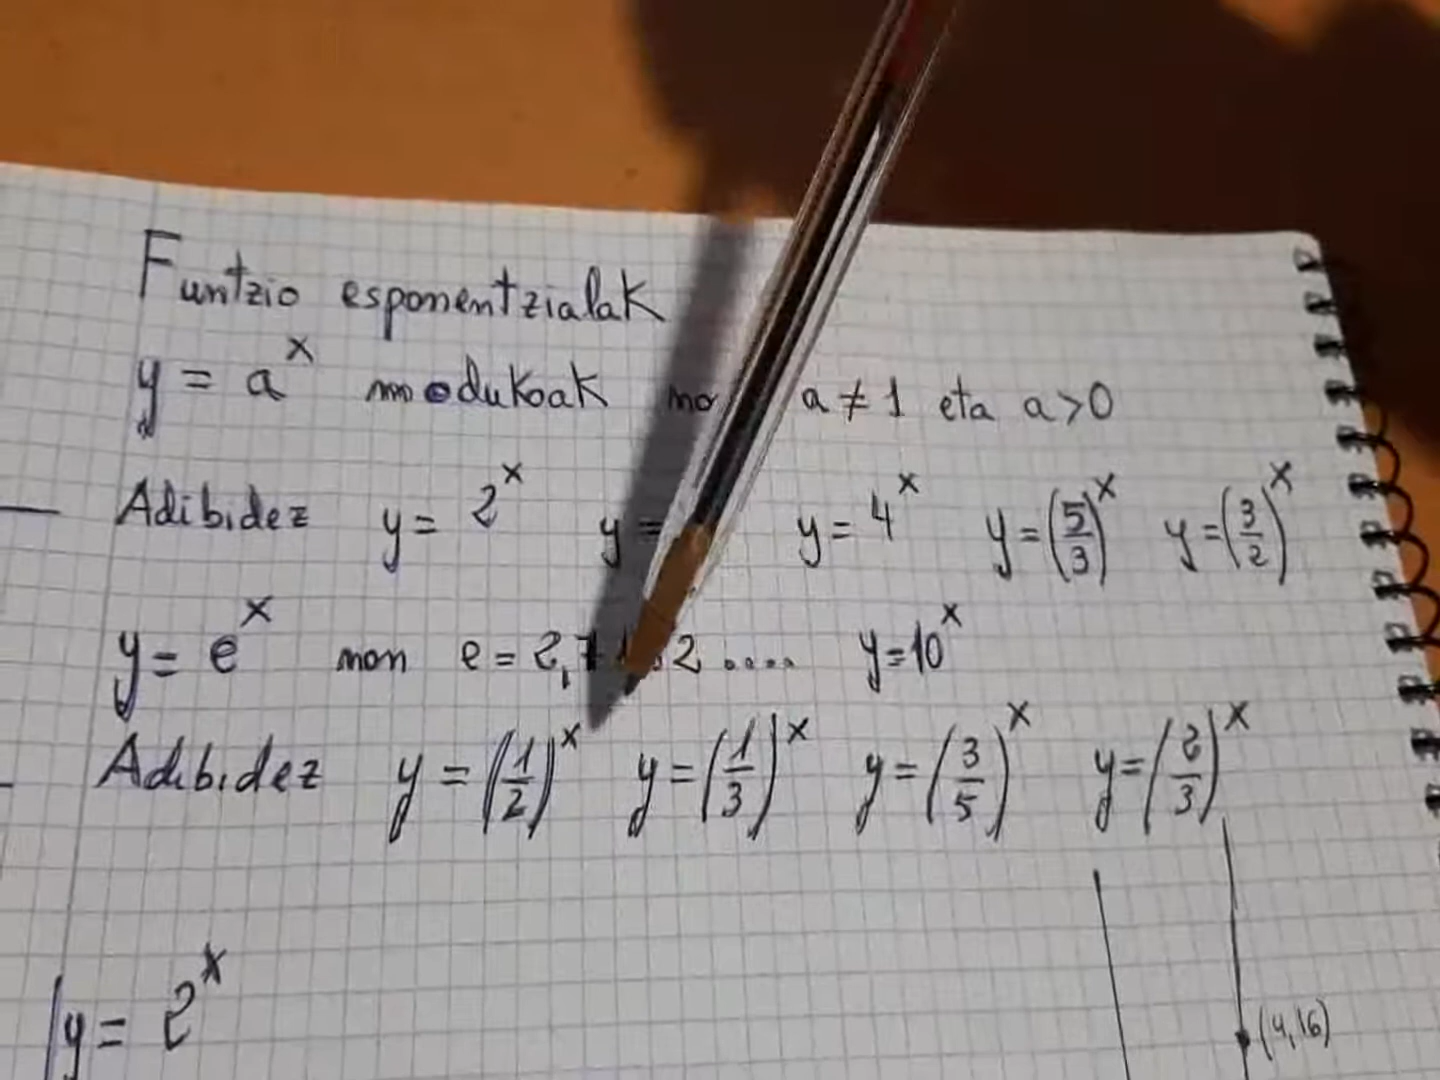 Funtzio esponentzialak
y = a^x modukoak a ≠ 1 eta a > 0
Adibidez y = 2^x y = y = 4^x y = (5/3)^x y = (3/2)^x
y = e^x non e = 2,7 2 .... y = 10^x
Adibidez y = (1/2)^x y = (1/3)^x y = (3/5)^x y = (2/3)^x
y = 2^x
(4,16)